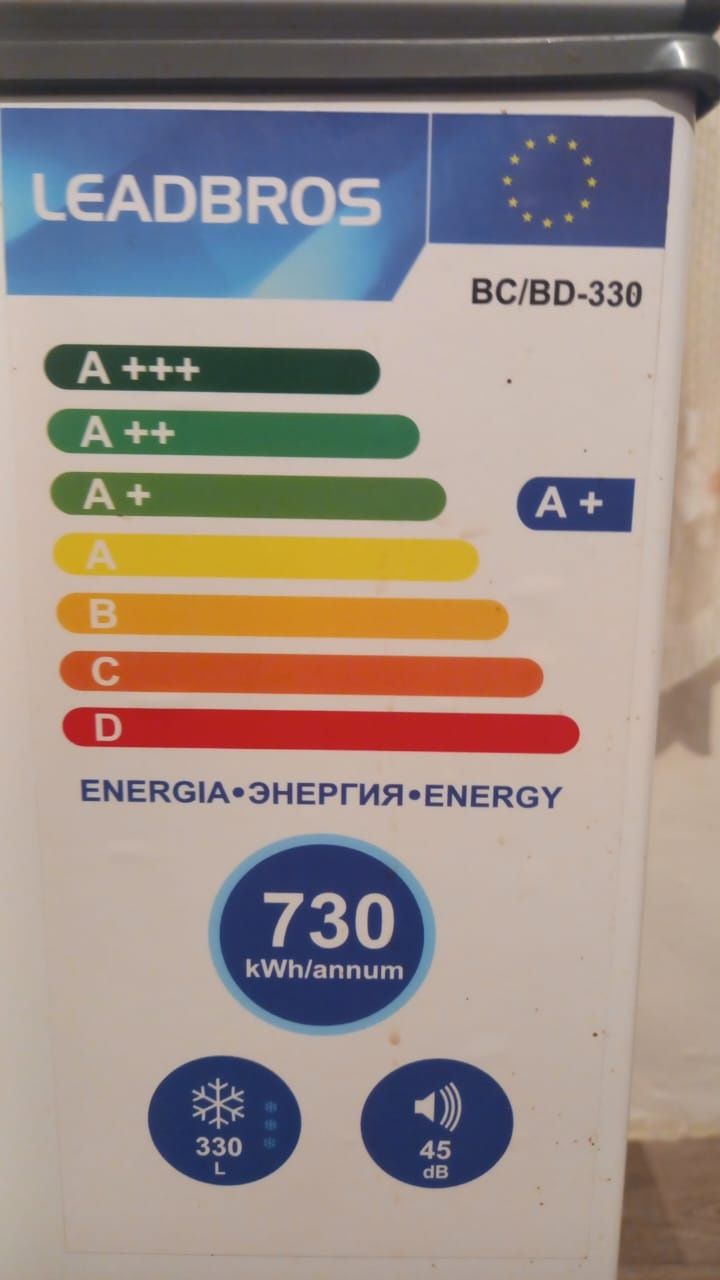 LEADBROS
BC/BD-330
A +++
A ++
A +
A +
A
B
C
D
ENERGIA•ЭНЕРГИЯ•ENERGY
730
kWh/annum
330
L
45
dB